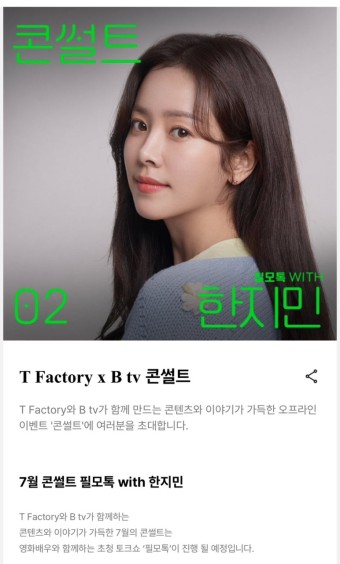 콘썰트
필모톡 WITH
02
한지민
T Factory x B tv 콘썰트
T Factory와 B tv가 함께 만드는 콘텐츠와 이야기가 가득한 오프라인
이벤트 '콘썰트'에 여러분을 초대합니다.
7월 콘썰트 필모톡 with 한지민
T Factory와 B tv가 함께하는
콘텐츠와 이야기가 가득한 7월의 콘썰트는
영화배우와 함께하는 초청 토크쇼 '필모톡'이 진행 될 예정입니다.